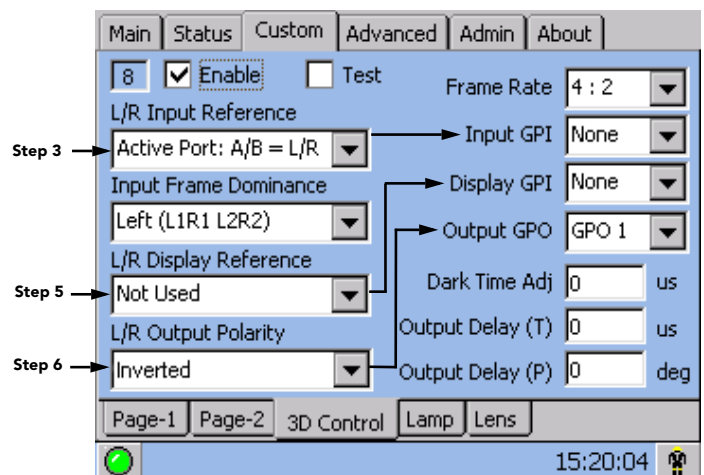 Main Status Custom Advanced Admin About
8 Enable Test
Frame Rate 4 : 2
L/R Input Reference
Input GPI None
Step 3 Active Port: A/B = L/R
Input Frame Dominance
Display GPI None
Left (L1R1 L2R2)
Output GPO GPO 1
L/R Display Reference
Dark Time Adj 0 us
Step 5 Not Used
L/R Output Polarity
Output Delay (T) 0 us
Step 6 Inverted
Output Delay (P) 0 deg
Page-1 Page-2 3D Control Lamp Lens
15:20:04